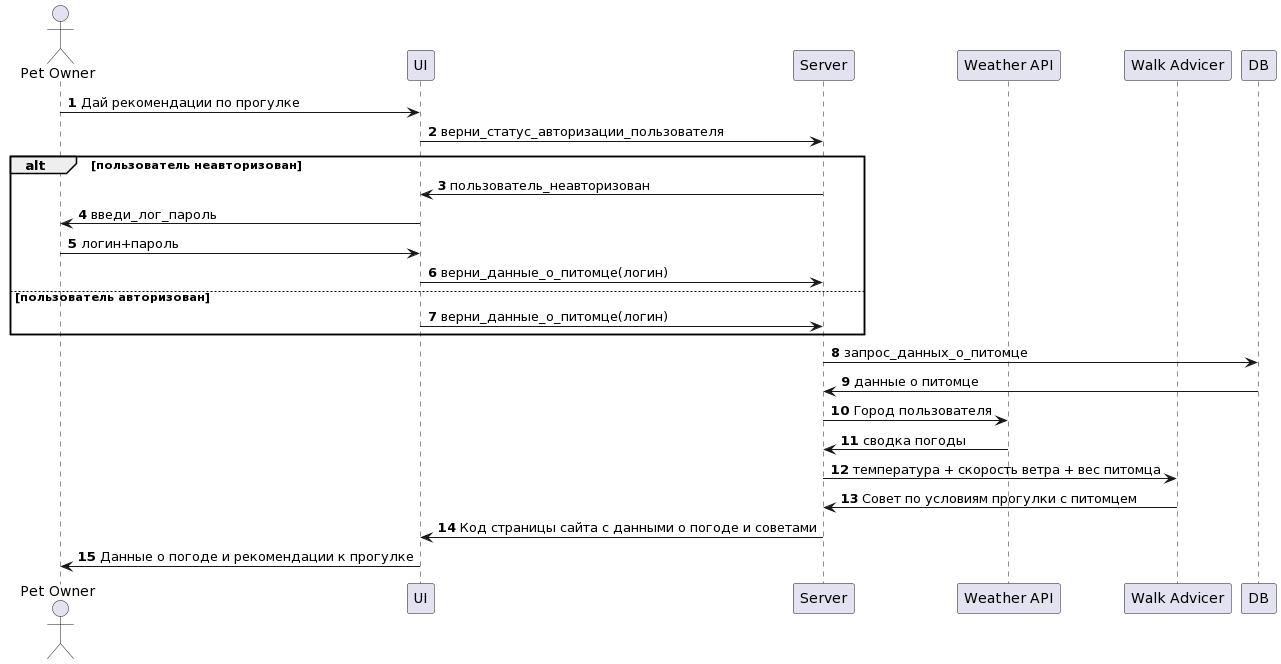 Pet Owner
UI
Server
Weather API
Walk Advicer
DB
1 Дай рекомендации по прогулке
2 верни_статус_авторизации_пользователя
alt [пользователь неавторизован]
3 пользователь_неавторизован
4 введи_лог_пароль
5 логин+пароль
6 верни_данные_о_питомце(логин)
[пользователь авторизован]
7 верни_данные_о_питомце(логин)
8 запрос_данных_о_питомце
9 данные о питомце
10 Город пользователя
11 сводка погоды
12 температура + скорость ветра + вес питомца
13 Совет по условиям прогулки с питомцем
14 Код страницы сайта с данными о погоде и советами
15 Данные о погоде и рекомендации к прогулке
Pet Owner
UI
Server
Weather API
Walk Advicer
DB